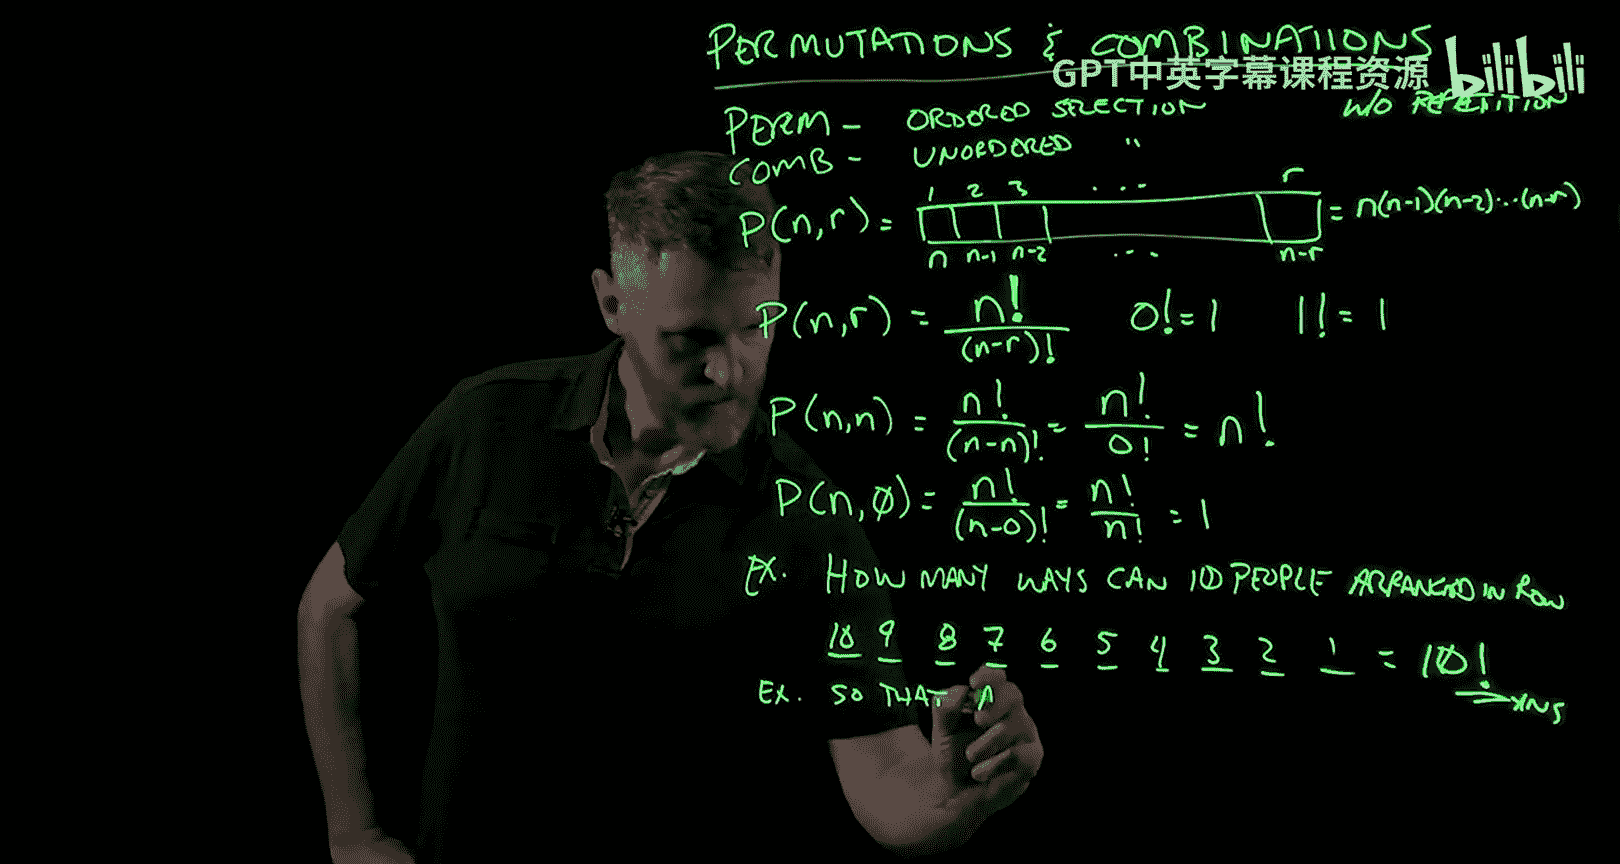 PERMUTATIONS & COMBINATIONS
GPT中英字幕课程资源 bilibili
PERM - ORDERED SELECTION W/O REPETITION
COMB - UNORDERED "
1 2 3 ... r
P(n,r) = = n(n-1)(n-2)...(n-r)
n n-1 n-2 ... n-r
P(n,r) = n!/(n-r)! 0! = 1 1! = 1
P(n,n) = n!/(n-n)! = n!/0! = n!
P(n,0) = n!/(n-0)! = n!/n! = 1
EX. HOW MANY WAYS CAN 10 PEOPLE ARRANGED IN ROW
10 9 8 7 6 5 4 3 2 1 = 10!
EX. SO THAT A